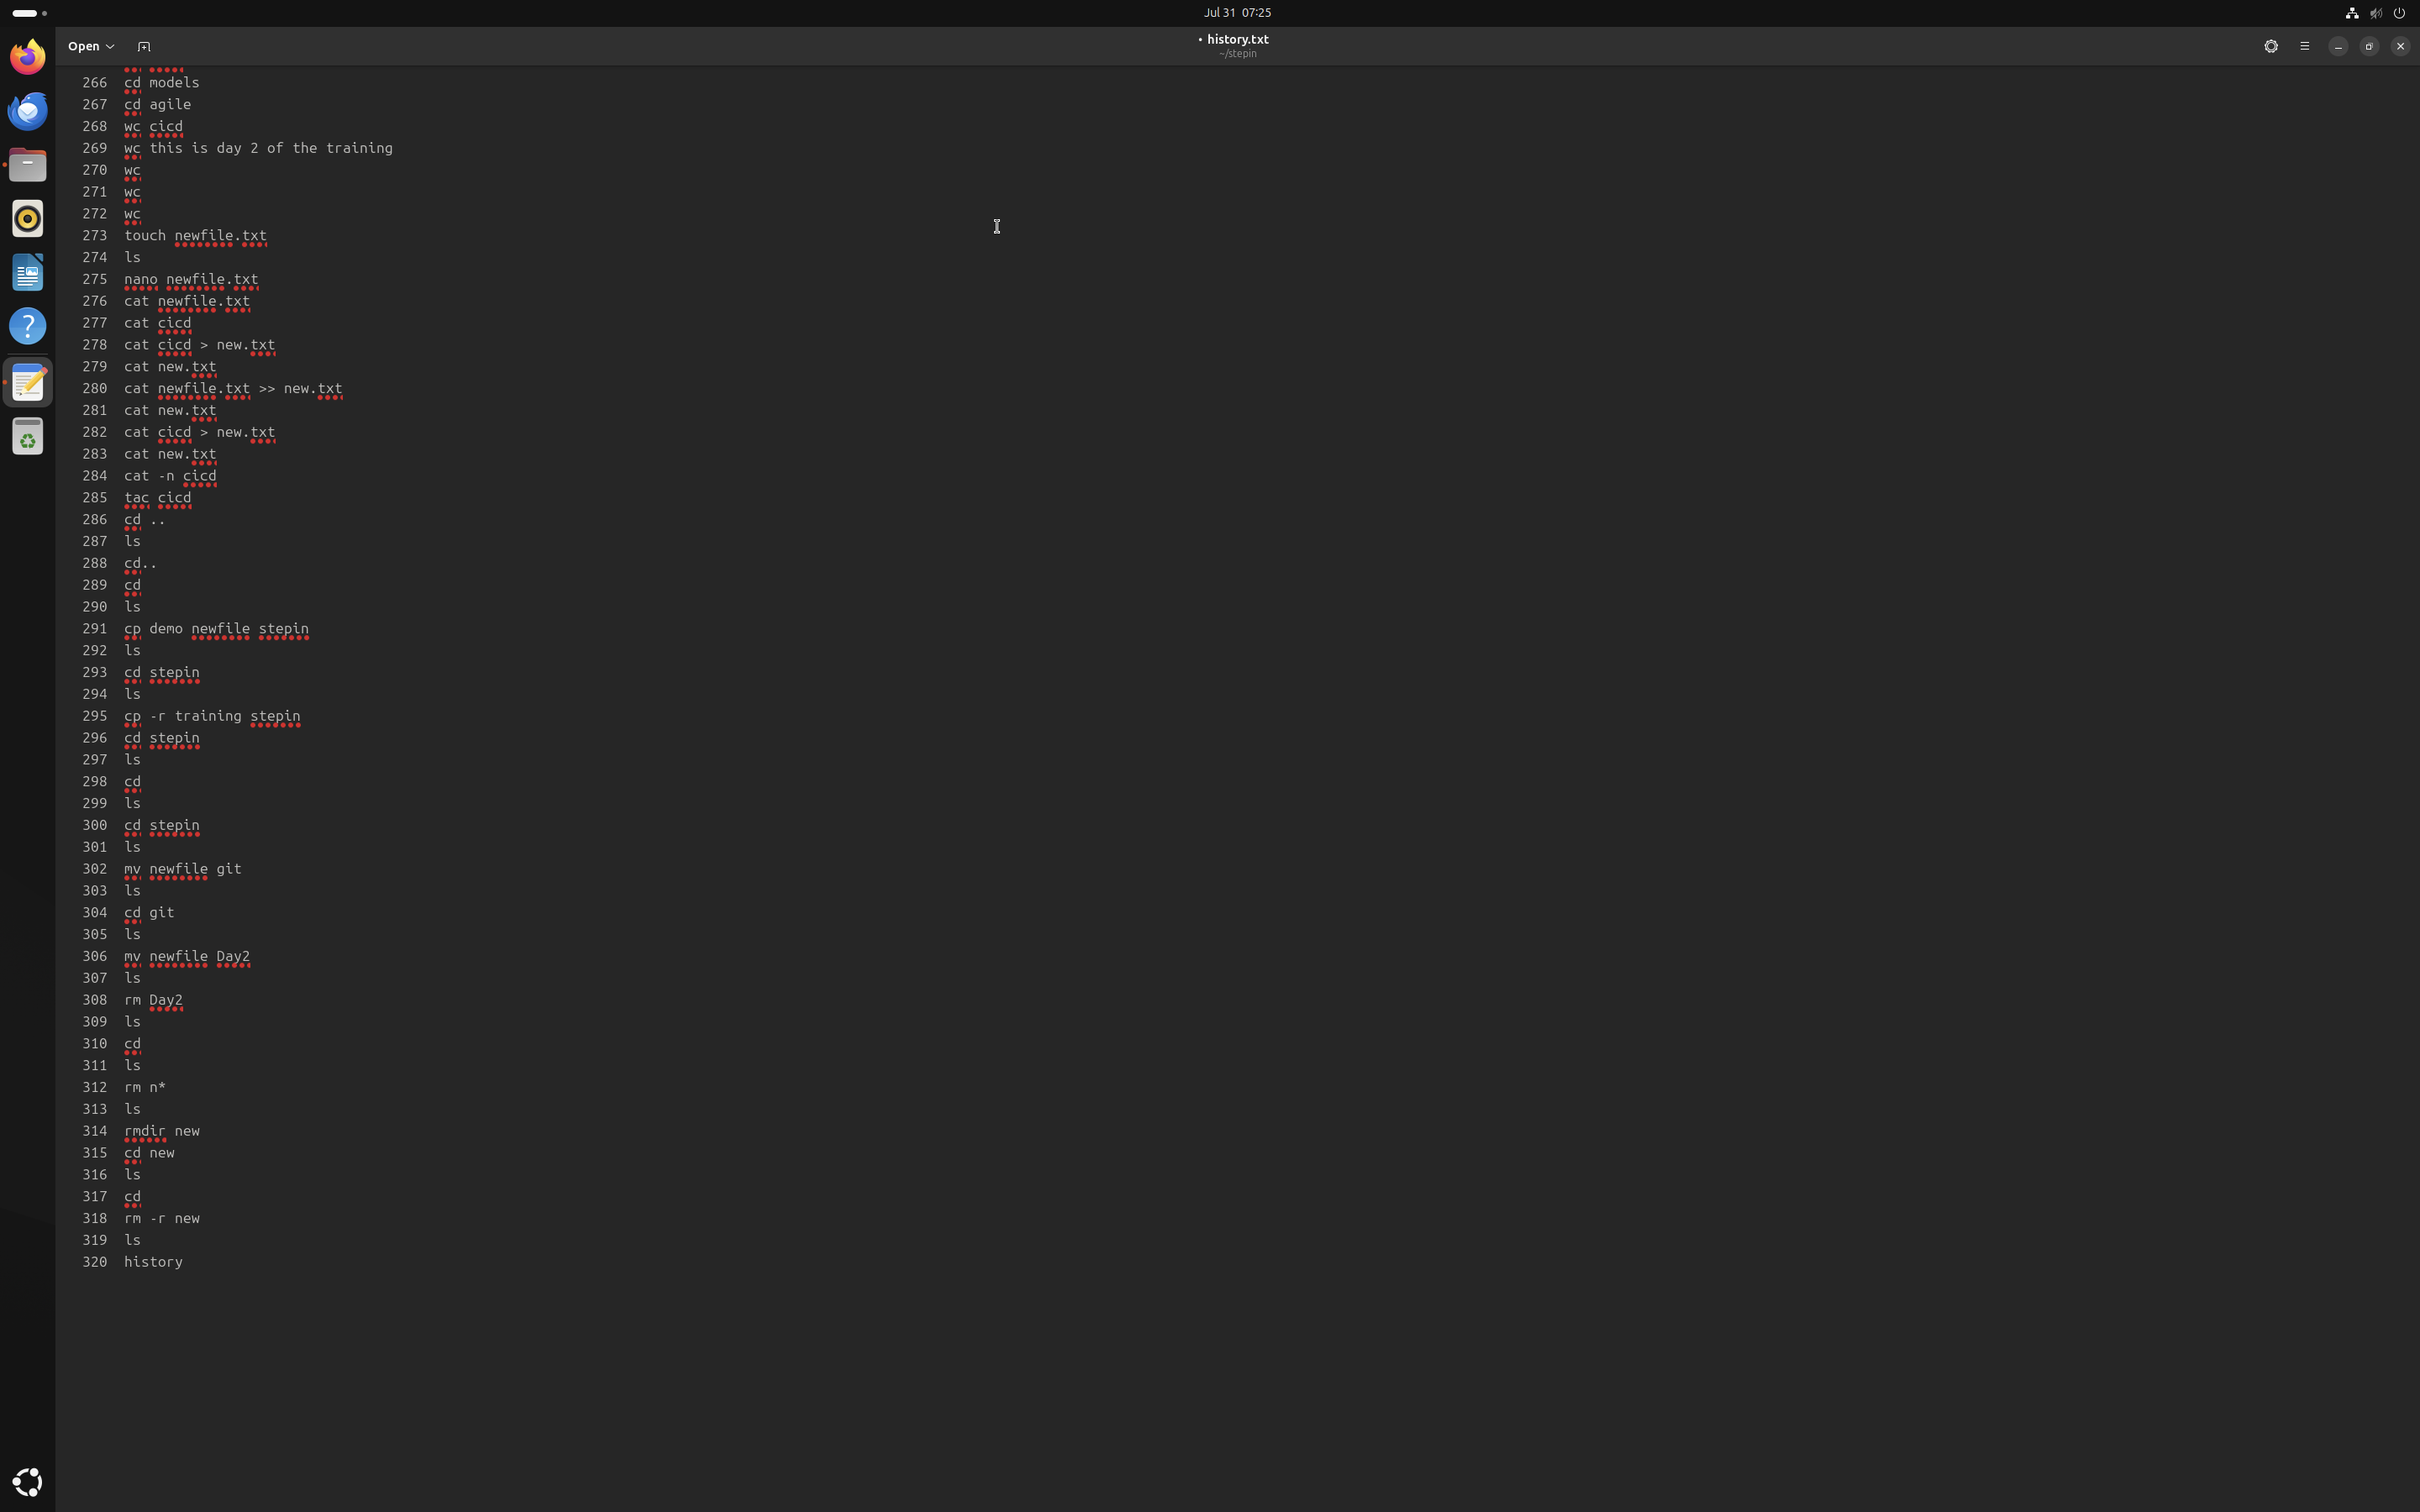 Jul 31 07:25
Open
• history.txt
~/stepin
266 cd models
267 cd agile
268 wc cicd
269 wc this is day 2 of the training
270 wc
271 wc
272 wc
273 touch newfile.txt
274 ls
275 nano newfile.txt
276 cat newfile.txt
277 cat cicd
278 cat cicd > new.txt
279 cat new.txt
280 cat newfile.txt >> new.txt
281 cat new.txt
282 cat cicd > new.txt
283 cat new.txt
284 cat -n cicd
285 tac cicd
286 cd ..
287 ls
288 cd..
289 cd
290 ls
291 cp demo newfile stepin
292 ls
293 cd stepin
294 ls
295 cp -r training stepin
296 cd stepin
297 ls
298 cd
299 ls
300 cd stepin
301 ls
302 mv newfile git
303 ls
304 cd git
305 ls
306 mv newfile Day2
307 ls
308 rm Day2
309 ls
310 cd
311 ls
312 rm n*
313 ls
314 rmdir new
315 cd new
316 ls
317 cd
318 rm -r new
319 ls
320 history